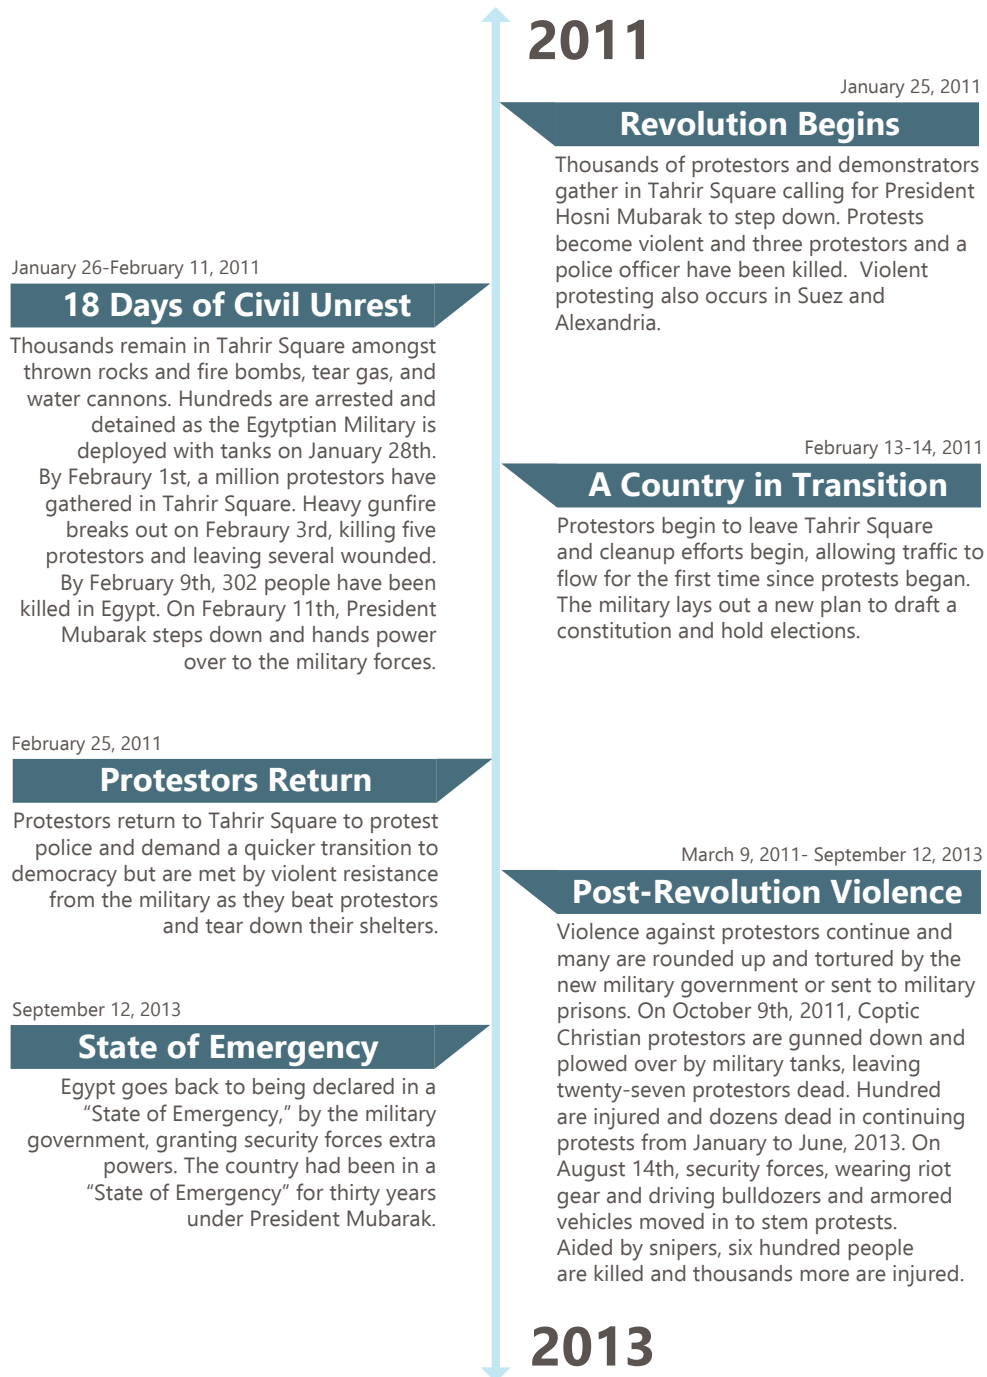 2011
January 25, 2011
Revolution Begins
Thousands of protestors and demonstrators
gather in Tahrir Square calling for President
Hosni Mubarak to step down. Protests
become violent and three protestors and a
police officer have been killed.  Violent
protesting also occurs in Suez and
Alexandria.
January 26-February 11, 2011
18 Days of Civil Unrest
Thousands remain in Tahrir Square amongst
thrown rocks and fire bombs, tear gas, and
water cannons. Hundreds are arrested and
detained as the Egytptian Military is
deployed with tanks on January 28th.
By Febraury 1st, a million protestors have
gathered in Tahrir Square. Heavy gunfire
breaks out on Febraury 3rd, killing five
protestors and leaving several wounded.
By February 9th, 302 people have been
killed in Egypt. On Febraury 11th, President
Mubarak steps down and hands power
over to the military forces.
February 13-14, 2011
A Country in Transition
Protestors begin to leave Tahrir Square
and cleanup efforts begin, allowing traffic to
flow for the first time since protests began.
The military lays out a new plan to draft a
constitution and hold elections.
February 25, 2011
Protestors Return
Protestors return to Tahrir Square to protest
police and demand a quicker transition to
democracy but are met by violent resistance
from the military as they beat protestors
and tear down their shelters.
March 9, 2011- September 12, 2013
Post-Revolution Violence
Violence against protestors continue and
many are rounded up and tortured by the
new military government or sent to military
prisons. On October 9th, 2011, Coptic
Christian protestors are gunned down and
plowed over by military tanks, leaving
twenty-seven protestors dead. Hundred
are injured and dozens dead in continuing
protests from January to June, 2013. On
August 14th, security forces, wearing riot
gear and driving bulldozers and armored
vehicles moved in to stem protests.
Aided by snipers, six hundred people
are killed and thousands more are injured.
September 12, 2013
State of Emergency
Egypt goes back to being declared in a
“State of Emergency,” by the military
government, granting security forces extra
powers. The country had been in a
“State of Emergency” for thirty years
under President Mubarak.
2013